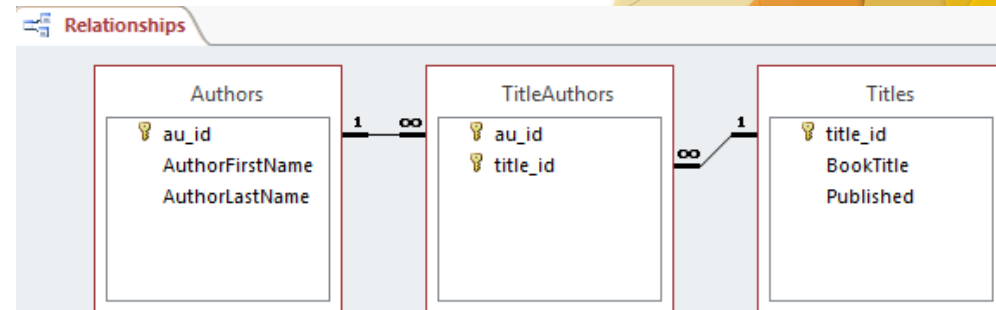 Relationships
Authors
au_id
AuthorFirstName
AuthorLastName
1 ∞
TitleAuthors
au_id
title_id
∞ 1
Titles
title_id
BookTitle
Published